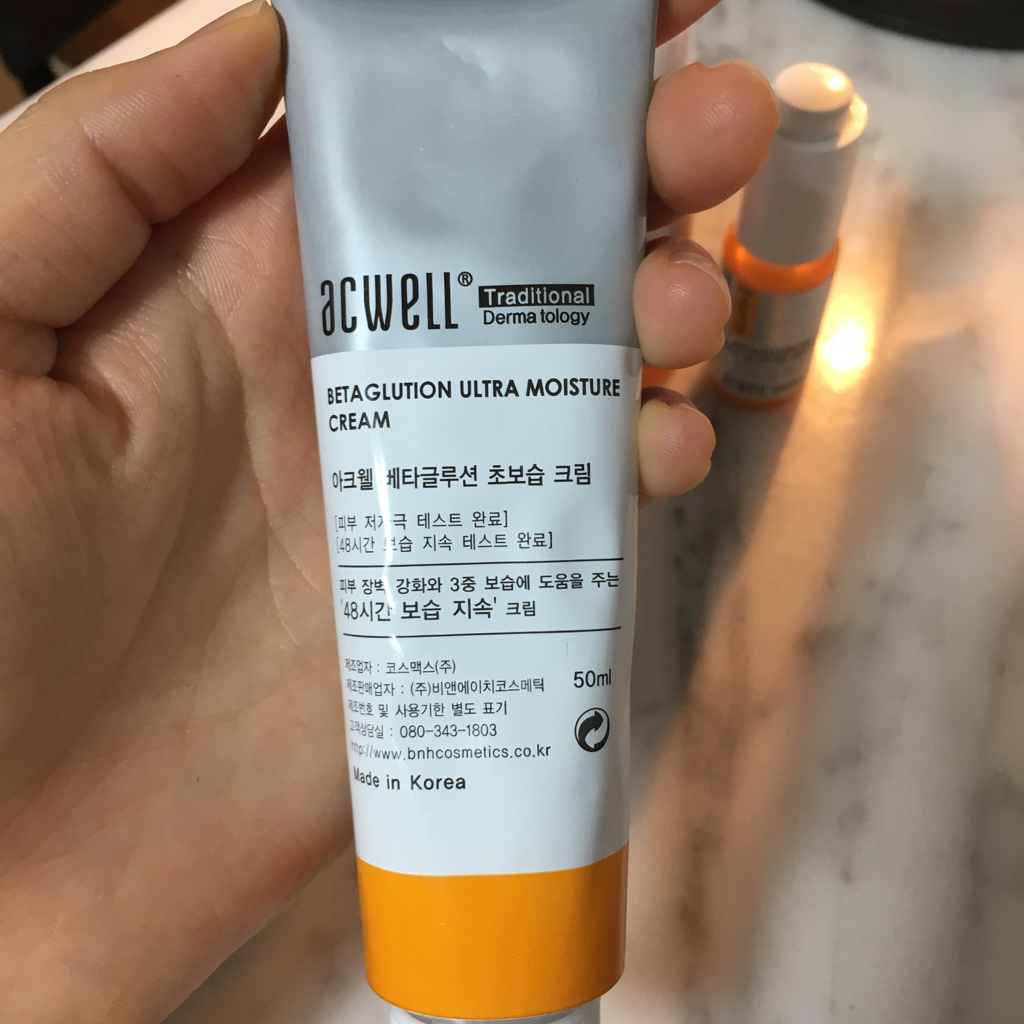 acwell®
Traditional
Derma tology
BETAGLUTION ULTRA MOISTURE
CREAM
아크웰 베타글루션 초보습 크림
[피부 저자극 테스트 완료]
[48시간 보습 지속 테스트 완료]
피부 장벽 강화와 3중 보습에 도움을 주는
'48시간 보습 지속' 크림
제조업자 : 코스맥스(주)
제조판매업자 : (주)비앤에이치코스메틱
50ml
제조번호 및 사용기한 별도 표기
고객상담실 : 080-343-1803
http://www.bnhcosmetics.co.kr
Made in Korea